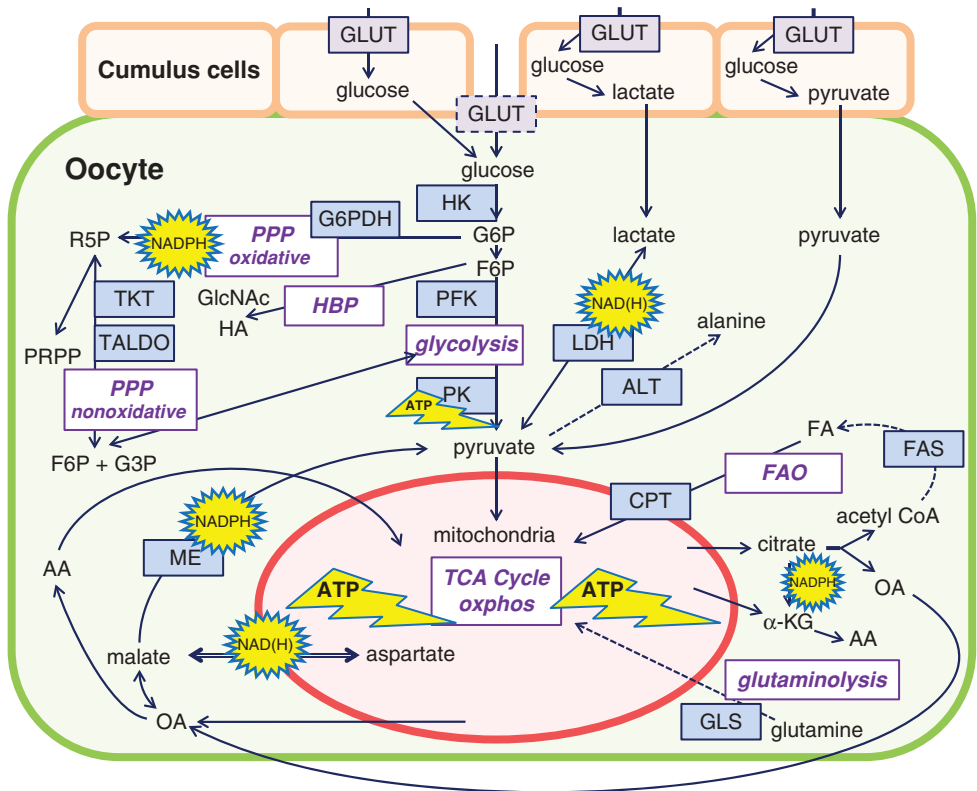 GLUT
GLUT
GLUT
Cumulus cells
glucose
glucose
glucose
lactate
pyruvate
GLUT
Oocyte
glucose
HK
G6PDH
R5P
NADPH
PPP
oxidative
G6P
lactate
pyruvate
F6P
GlcNAc
HA
HBP
TKT
PFK
NAD(H)
alanine
TALDO
glycolysis
LDH
PRPP
ALT
PPP
nonoxidative
PK
ATP
F6P + G3P
pyruvate
FA
FAS
FAO
CPT
acetyl CoA
NADPH
ME
mitochondria
citrate
AA
ATP
TCA Cycle
oxphos
ATP
NADPH
OA
α-KG
AA
malate
NAD(H)
aspartate
glutaminolysis
OA
GLS
glutamine